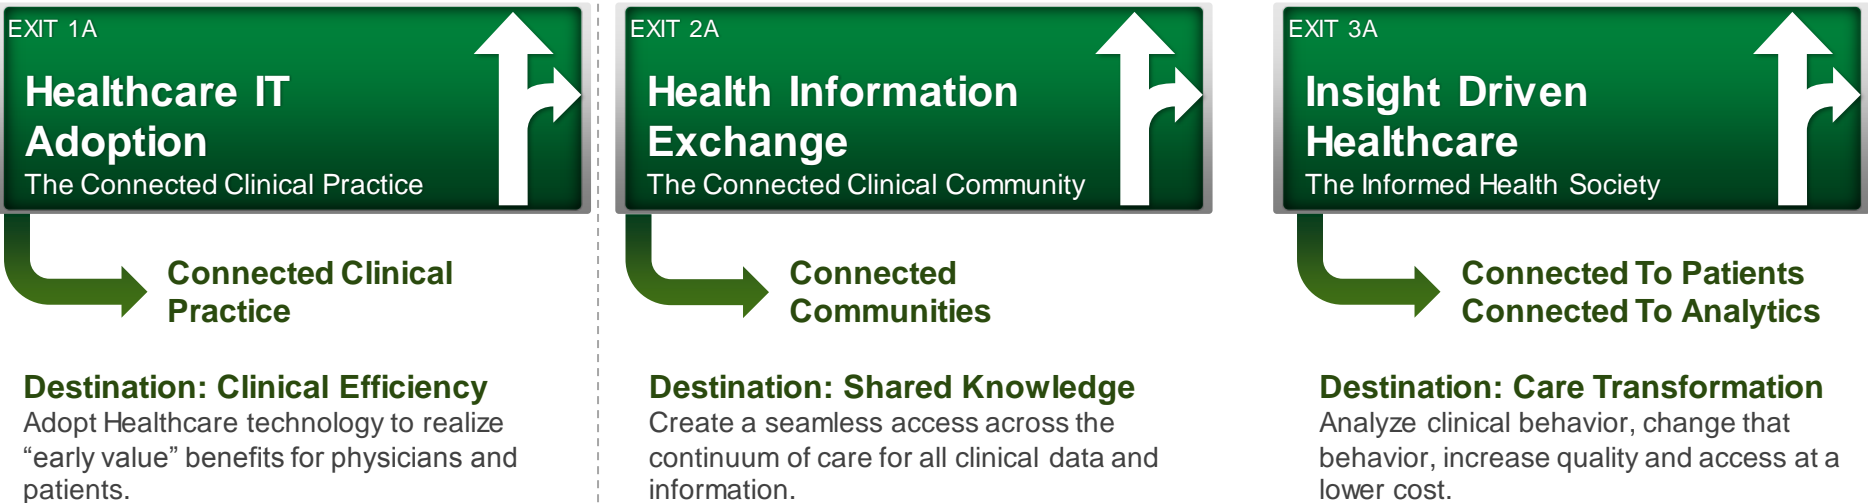 EXIT 1A
Healthcare IT
Adoption
The Connected Clinical Practice
Connected Clinical
Practice
Destination: Clinical Efficiency
Adopt Healthcare technology to realize
“early value” benefits for physicians and
patients.
EXIT 2A
Health Information
Exchange
The Connected Clinical Community
Connected
Communities
Destination: Shared Knowledge
Create a seamless access across the
continuum of care for all clinical data and
information.
EXIT 3A
Insight Driven
Healthcare
The Informed Health Society
Connected To Patients
Connected To Analytics
Destination: Care Transformation
Analyze clinical behavior, change that
behavior, increase quality and access at a
lower cost.